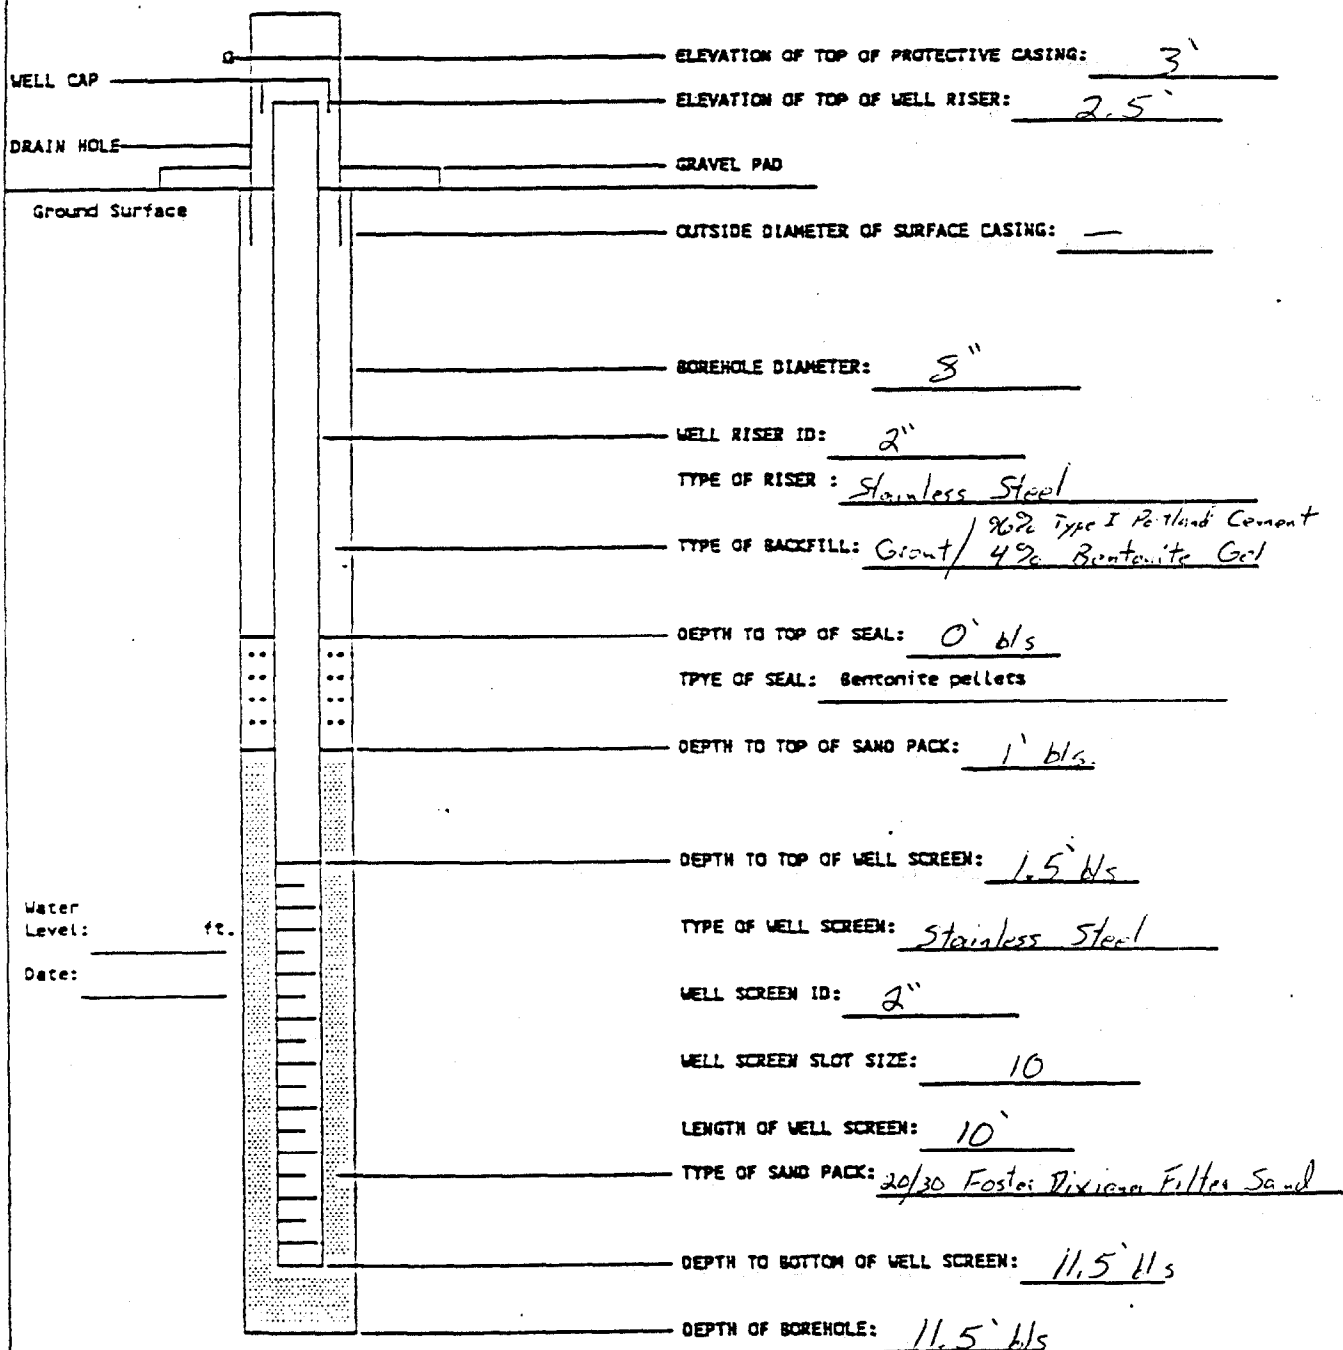 ELEVATION OF TOP OF PROTECTIVE CASING: 3'
WELL CAP
ELEVATION OF TOP OF WELL RISER: 2.5'
DRAIN HOLE
GRAVEL PAD
Ground Surface
OUTSIDE DIAMETER OF SURFACE CASING: —
BOREHOLE DIAMETER: 8"
WELL RISER ID: 2"
TYPE OF RISER : Stainless Steel
96% Type I Portland Cement
TYPE OF BACKFILL: Grout/ 4% Bentonite Gel
DEPTH TO TOP OF SEAL: 0' b/s
TPYE OF SEAL: Bentonite pellets
DEPTH TO TOP OF SAND PACK: 1' bls.
DEPTH TO TOP OF WELL SCREEN: 1.5' bls
Water
Level: ft.
TYPE OF WELL SCREEN: Stainless Steel
Date:
WELL SCREEN ID: 2"
WELL SCREEN SLOT SIZE: 10
LENGTH OF WELL SCREEN: 10'
TYPE OF SAND PACK: 20/30 Foster Dixiana Filter Sand
DEPTH TO BOTTOM OF WELL SCREEN: 11.5' bls
DEPTH OF BOREHOLE: 11.5' bls